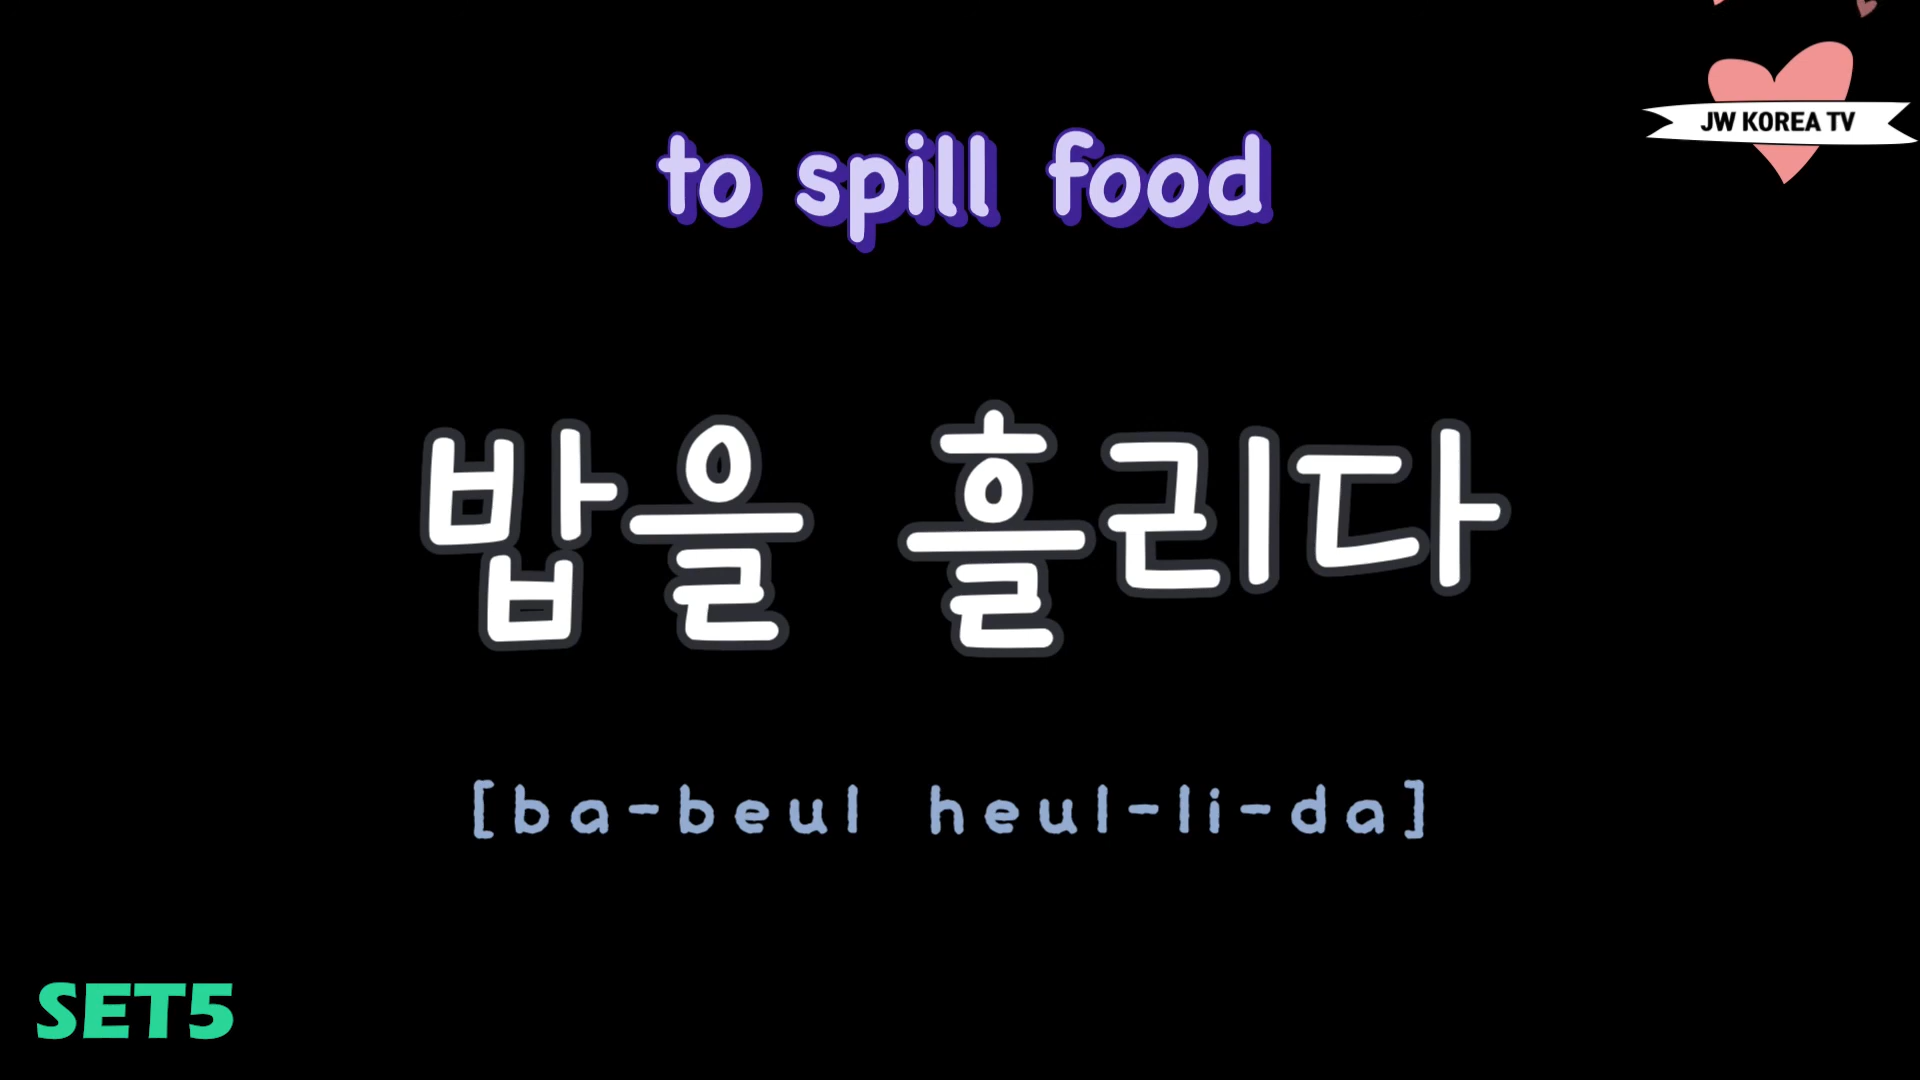 JW KOREA TV
to spill food
밥을 흘리다
[ba-beul heul-li-da]
SET5